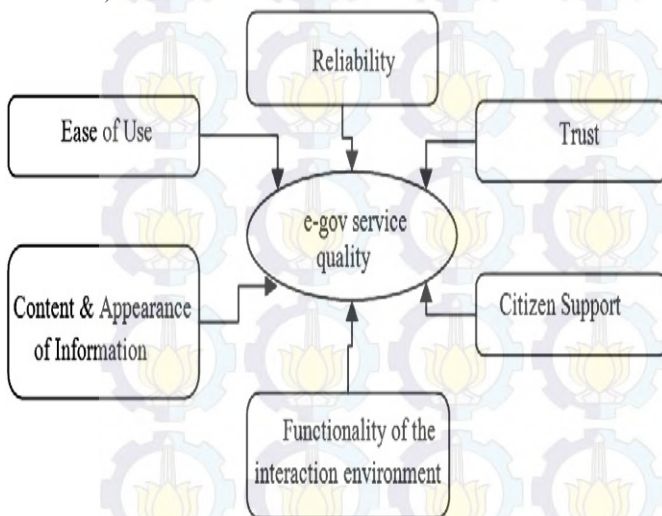 Reliability
Ease of Use
Trust
e-gov service
quality
Content & Appearance
of Information
Citizen Support
Functionality of the
interaction environment